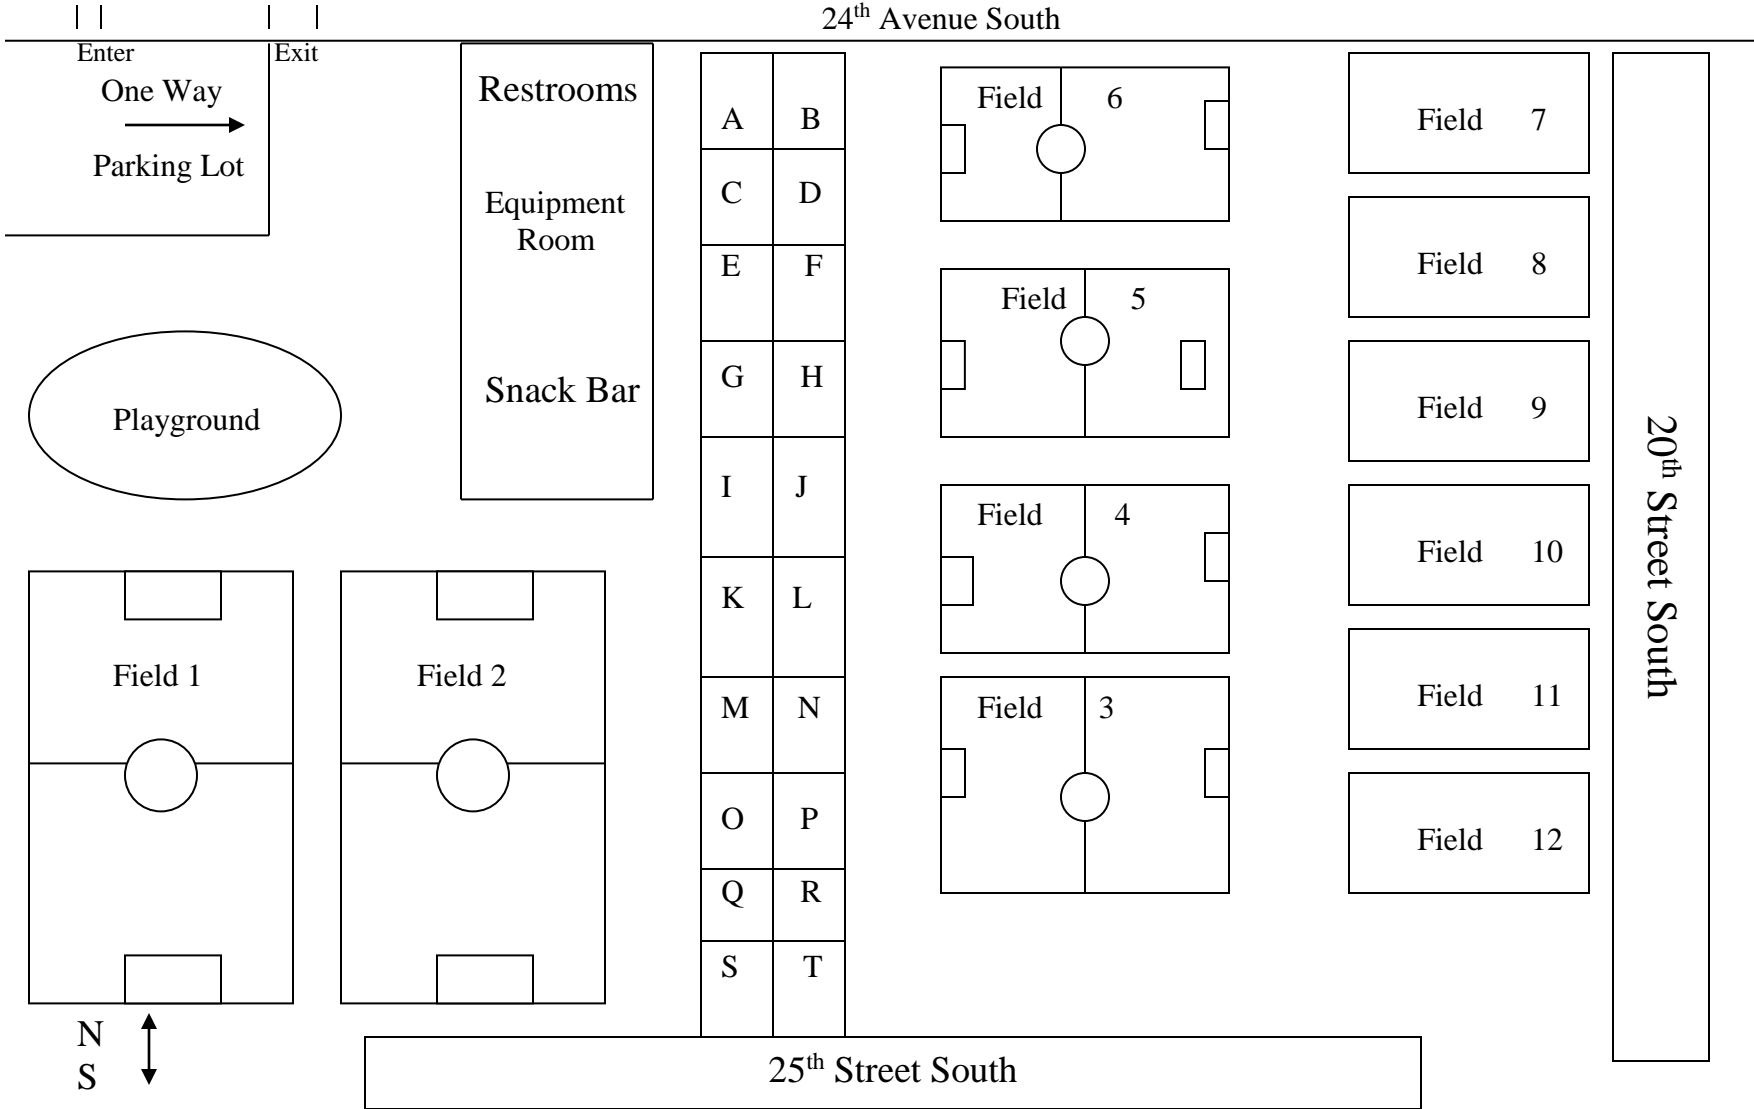 24th Avenue South
Enter
Exit
One Way
Parking Lot
Restrooms
Equipment
Room
Snack Bar
Playground
A B
C D
E F
G H
I J
K L
M N
O P
Q R
S T
Field 6
Field 5
Field 4
Field 3
Field 7
Field 8
Field 9
Field 10
Field 11
Field 12
20th Street South
Field 1
Field 2
N
S
25th Street South